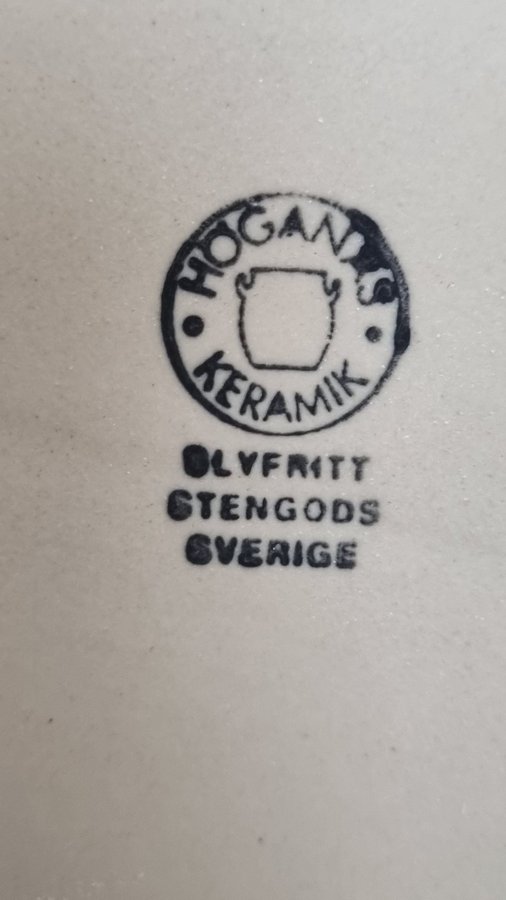 HÖGANÄS
KERAMIK
BLYFRITT
STENGODS
SVERIGE